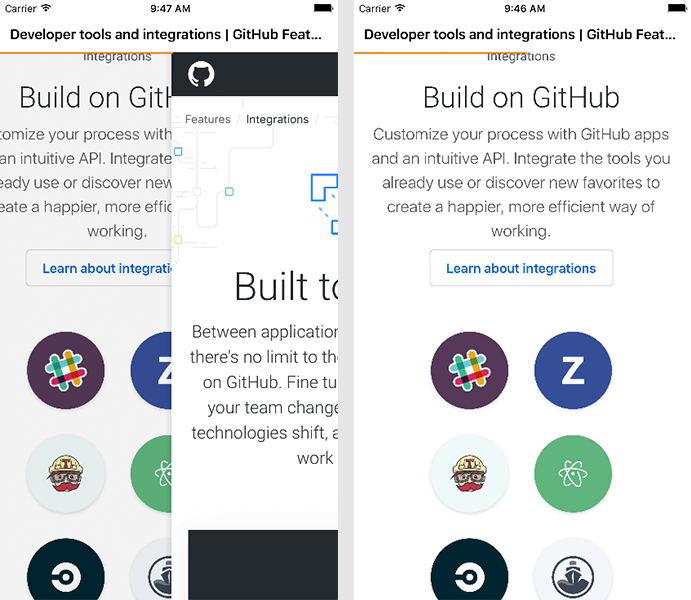 Carrier 9:47 AM
Developer tools and integrations | GitHub Feat...
Integrations
Build on GitH
tomize your process with
an intuitive API. Integrate
eady use or discover new
eate a happier, more effic
working.
Learn about integrati
Z
T
Features / Integrations /
Built to
Between application
there's no limit to the
on GitHub. Fine tu
your team change
technologies shift, a
work
Carrier 9:46 AM
Developer tools and integrations | GitHub Feat...
Integrations
Build on GitHub
Customize your process with GitHub apps
and an intuitive API. Integrate the tools you
already use or discover new favorites to
create a happier, more efficient way of
working.
Learn about integrations
Z
T